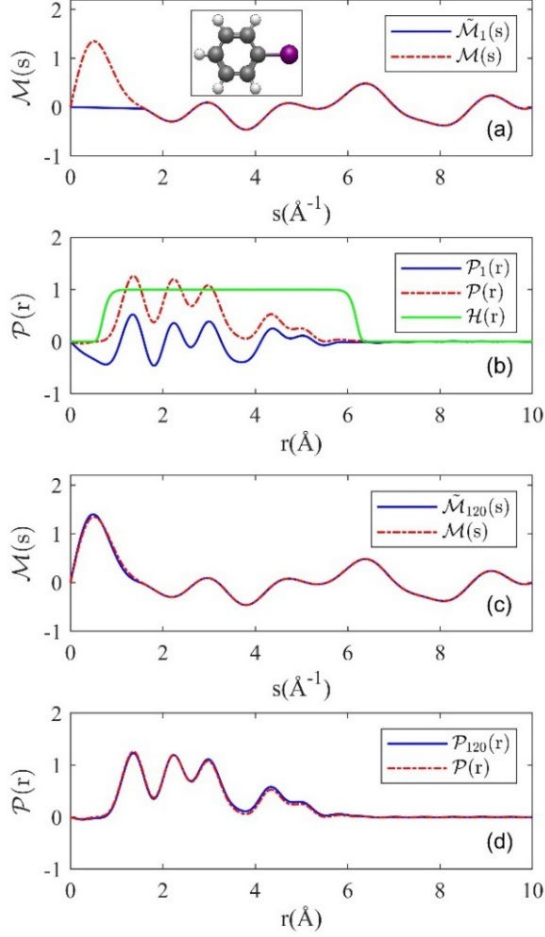 2
1
0
-1
ℳ(s)
ℳ̃₁(s)
ℳ(s)
(a)
0 2 4 6 8 10
s(Å⁻¹)
2
1
0
-1
𝒫(r)
𝒫₁(r)
𝒫(r)
ℋ(r)
(b)
0 2 4 6 8 10
r(Å)
2
1
0
-1
ℳ(s)
ℳ̃₁₂₀(s)
ℳ(s)
(c)
0 2 4 6 8 10
s(Å⁻¹)
2
1
0
-1
𝒫(r)
𝒫₁₂₀(r)
𝒫(r)
(d)
0 2 4 6 8 10
r(Å)